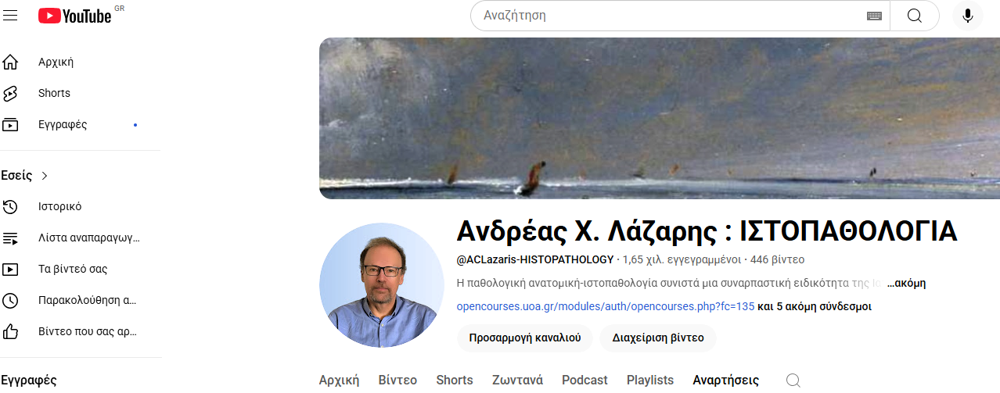 YouTube GR
Αναζήτηση
Αρχική
Shorts
Εγγραφές
Εσείς
Ιστορικό
Λίστα αναπαραγωγ...
Τα βίντεό σας
Παρακολούθηση α...
Βίντεο που σας αρ...
Εγγραφές
Ανδρέας Χ. Λάζαρης : ΙΣΤΟΠΑΘΟΛΟΓΙΑ
@ACLazaris-HISTOPATHOLOGY · 1,65 χιλ. εγγεγραμμένοι · 446 βίντεο
Η παθολογική ανατομική-ιστοπαθολογία συνιστά μια συναρπαστική ειδικότητα της ...ακόμη
opencourses.uoa.gr/modules/auth/opencourses.php?fc=135 και 5 ακόμη σύνδεσμοι
Προσαρμογή καναλιού Διαχείριση βίντεο
Αρχική Βίντεο Shorts Ζωντανά Podcast Playlists Αναρτήσεις